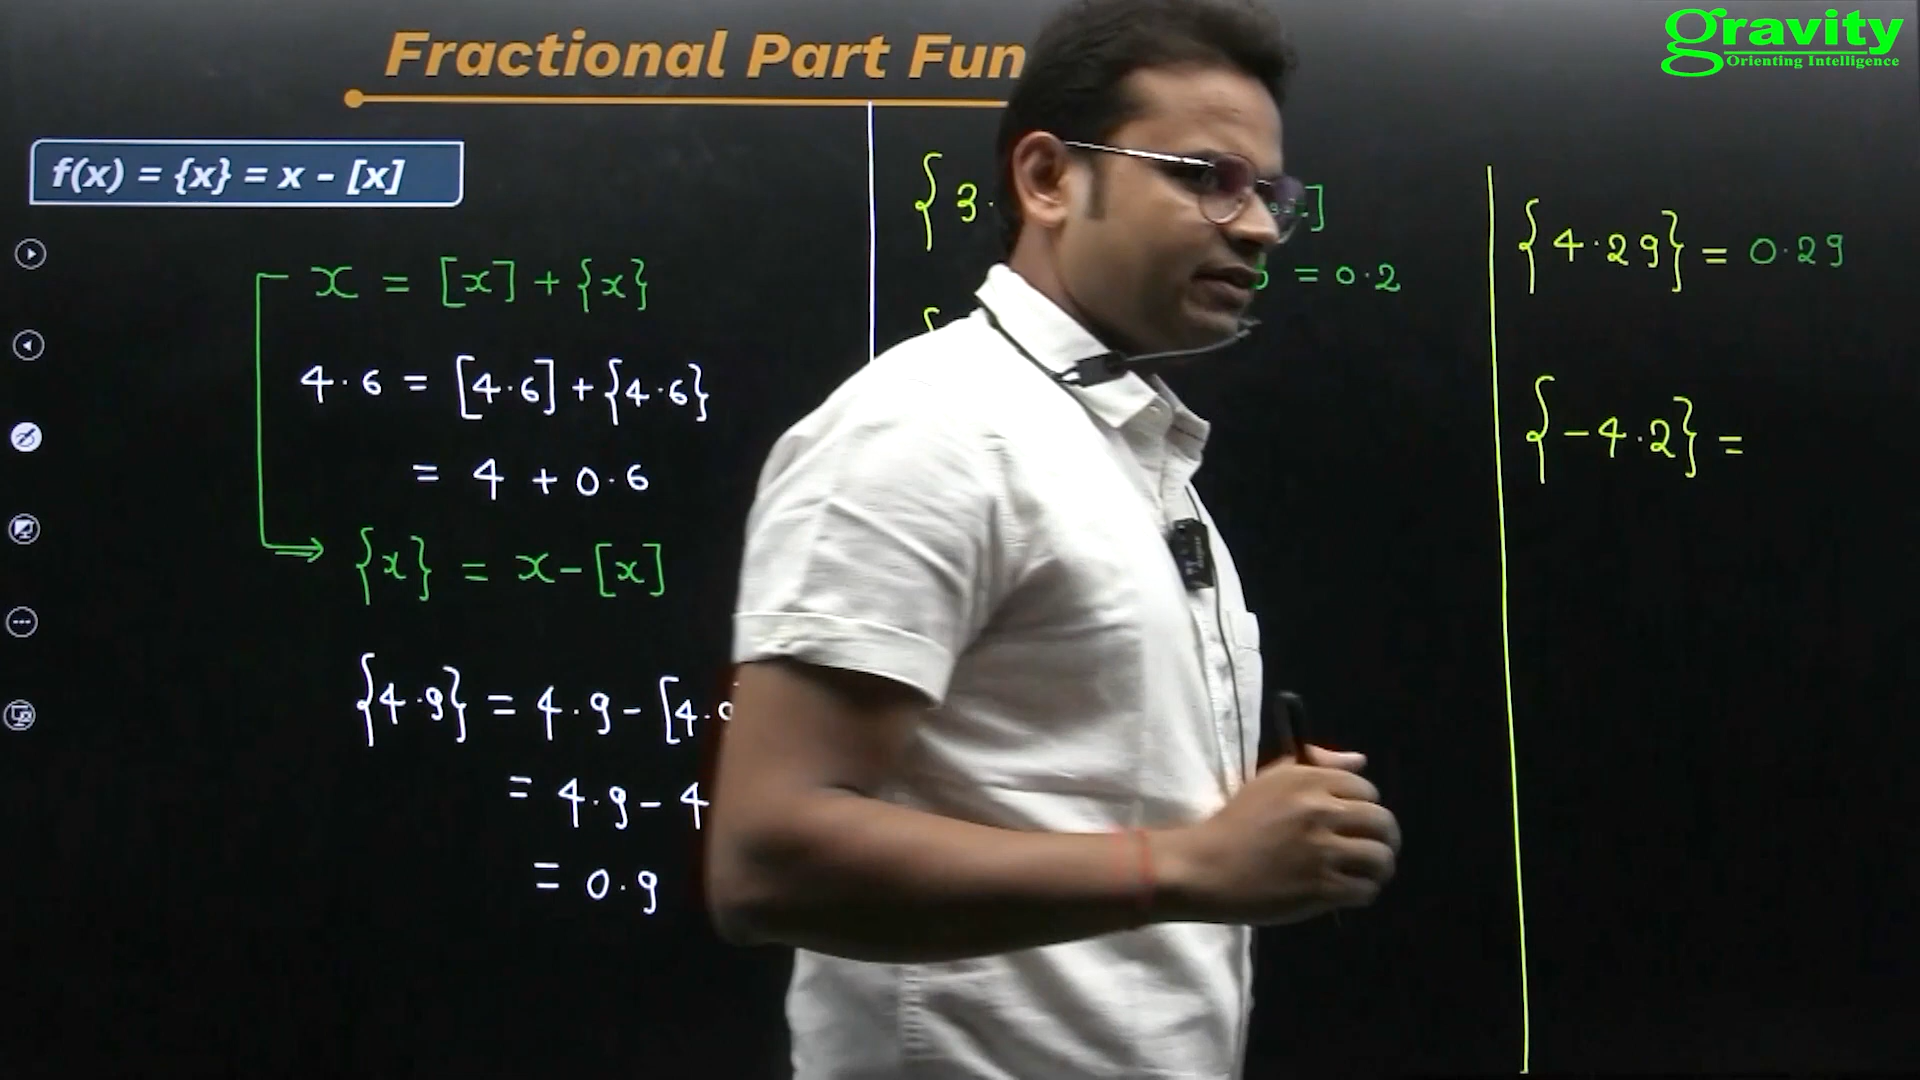 Fractional Part Fun
gravity
Orienting Intelligence
f(x) = {x} = x - [x]
x = [x] + {x}
4.6 = [4.6] + {4.6}
= 4 + 0.6
{x} = x - [x]
{4.9} = 4.9 - [4.9
= 4.9 - 4
= 0.9
{3.
= 0.2
{4.29} = 0.29
{-4.2} =